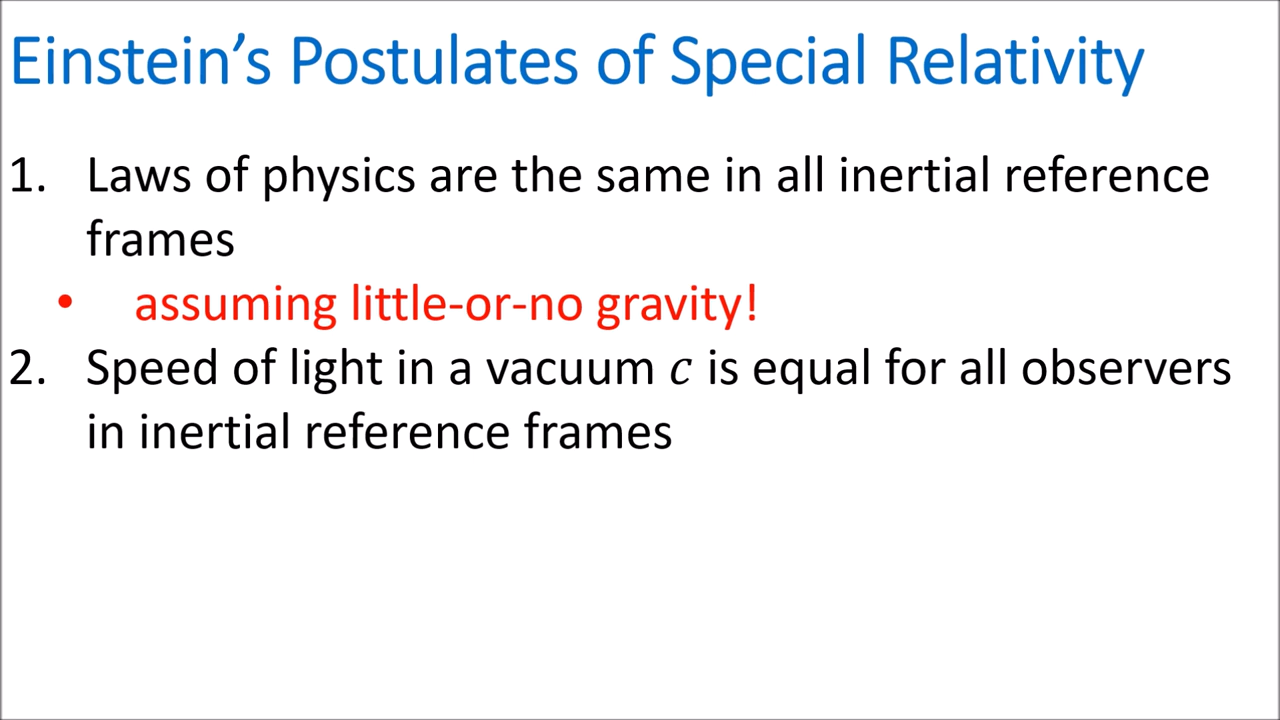 Einstein’s Postulates of Special Relativity
1. Laws of physics are the same in all inertial reference
frames
• assuming little-or-no gravity!
2. Speed of light in a vacuum 𝑐 is equal for all observers
in inertial reference frames